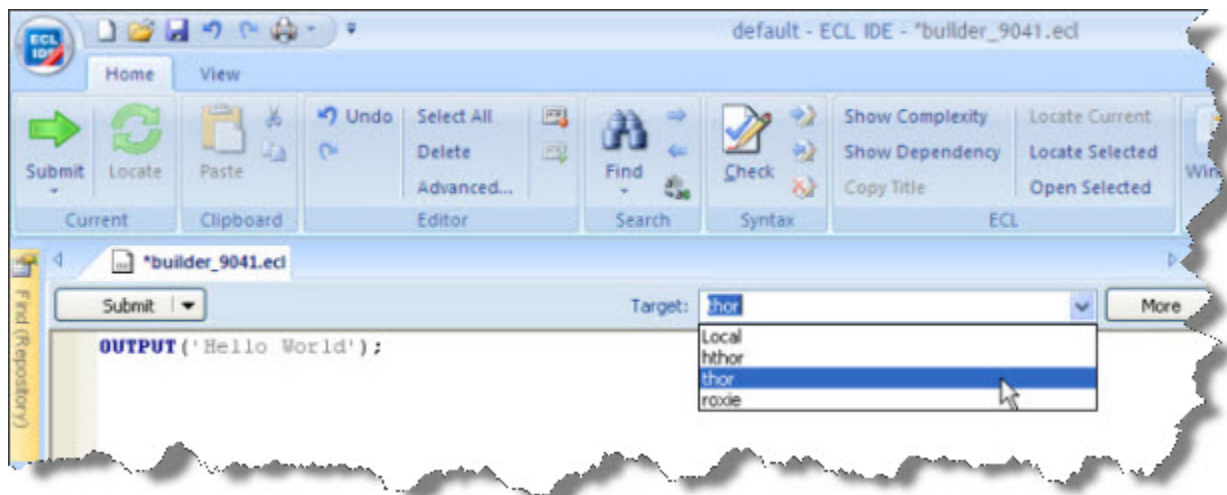 ECL
IDE
default - ECL IDE - *builder_9041.ecl
Home View
Submit
Locate
Paste
Undo
Select All
Delete
Advanced...
Find
Check
Show Complexity
Show Dependency
Copy Title
Locate Current
Locate Selected
Open Selected
Current
Clipboard
Editor
Search
Syntax
ECL
*builder_9041.ecl
Find (Repository)
Submit
Target: thor
More
OUTPUT('Hello World');
Local
hthor
thor
roxie